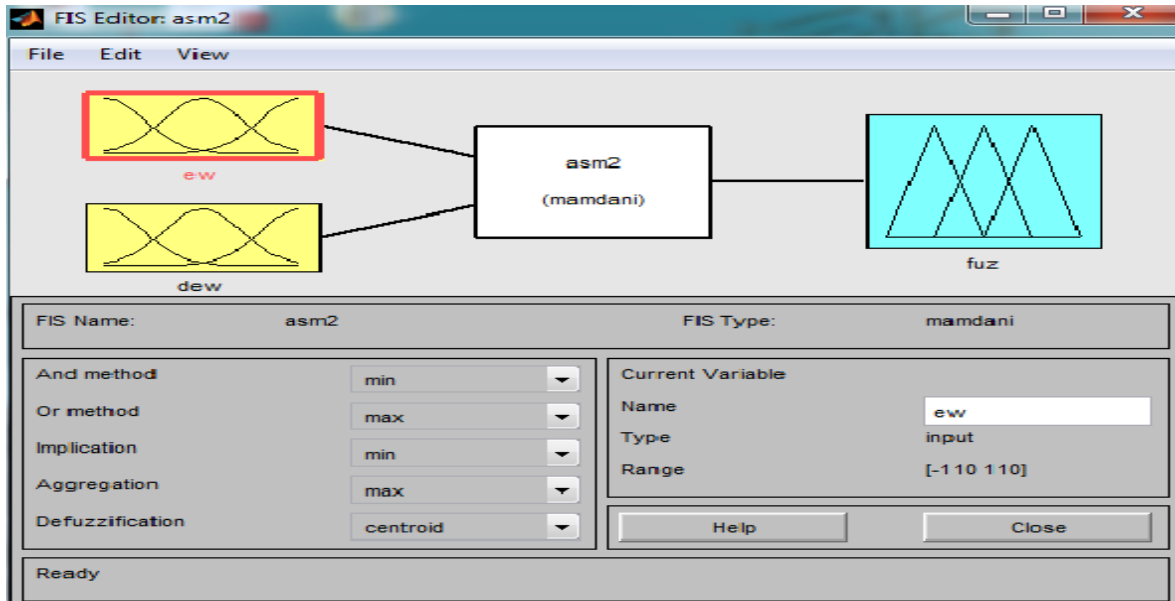 FIS Editor: asm2
File Edit View
ew
dew
asm2
(mamdani)
fuz
FIS Name: asm2 FIS Type: mamdani
And method min
Or method max
Implication min
Aggregation max
Defuzzification centroid
Current Variable
Name ew
Type input
Range [-110 110]
Help Close
Ready